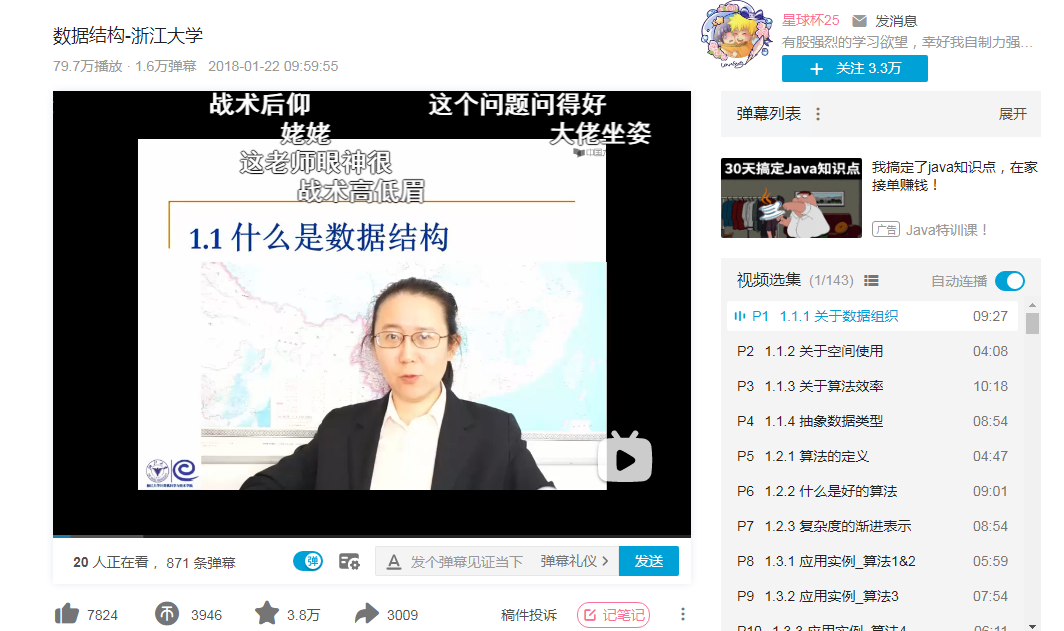 数据结构-浙江大学
79.7万播放 · 1.6万弹幕 2018-01-22 09:59:55
星球杯25 发消息
有股强烈的学习欲望，幸好我自制力强...
+ 关注 3.3万
战术后仰 这个问题问得好
姥姥 大佬坐姿
这老师眼神很
战术高低眉
1.1 什么是数据结构
20 人正在看， 871 条弹幕
弹
发个弹幕见证当下 弹幕礼仪 >
发送
7824 3946 3.8万 3009 稿件投诉 记笔记
弹幕列表 展开
30天搞定Java知识点
我搞定了java知识点，在家
接单赚钱！
广告 Java特训课！
视频选集 (1/143) 自动连播
P1 1.1.1 关于数据组织 09:27
P2 1.1.2 关于空间使用 04:08
P3 1.1.3 关于算法效率 10:18
P4 1.1.4 抽象数据类型 08:54
P5 1.2.1 算法的定义 04:47
P6 1.2.2 什么是好的算法 09:01
P7 1.2.3 复杂度的渐进表示 08:54
P8 1.3.1 应用实例_算法1&2 05:59
P9 1.3.2 应用实例_算法3 07:54
P10 1.3.3 应用实例_算法4 06:11